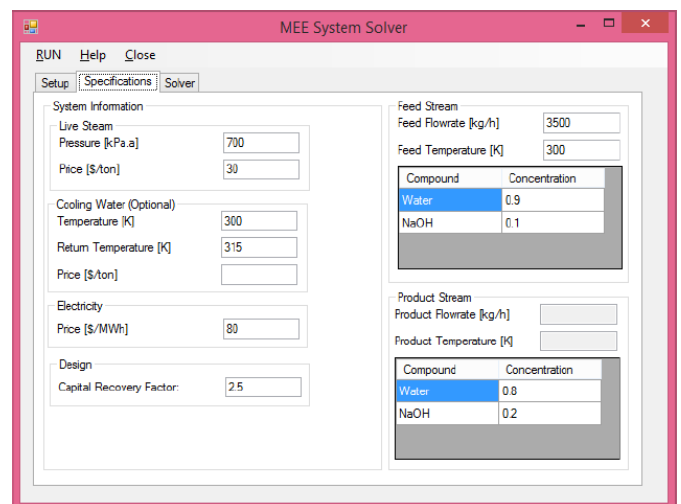 MEE System Solver
RUN Help Close
Setup Specifications Solver
System Information
Live Steam
Pressure [kPa.a] 700
Price [$/ton] 30
Cooling Water (Optional)
Temperature [K] 300
Return Temperature [K] 315
Price [$/ton]
Electricity
Price [$/MWh] 80
Design
Capital Recovery Factor: 2.5
Feed Stream
Feed Flowrate [kg/h] 3500
Feed Temperature [K] 300
Compound Concentration
Water 0.9
NaOH 0.1
Product Stream
Product Flowrate [kg/h]
Product Temperature [K]
Compound Concentration
Water 0.8
NaOH 0.2